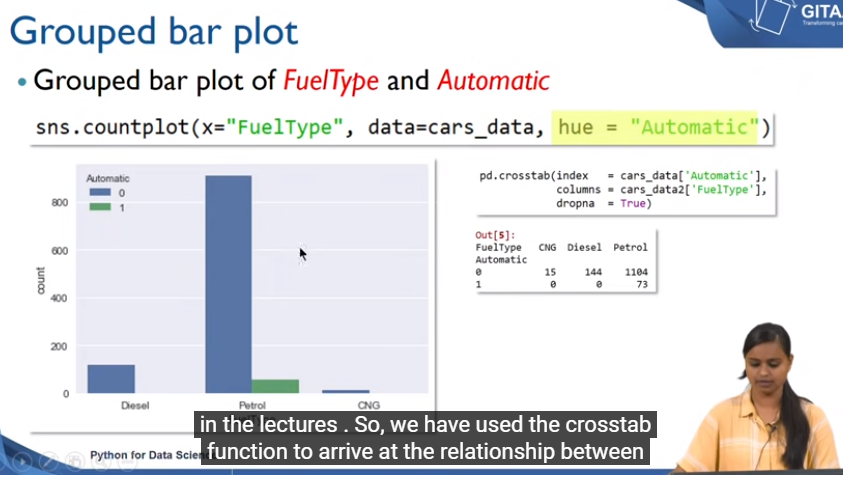 GITA
Transforming ca
Grouped bar plot
• Grouped bar plot of FuelType and Automatic
sns.countplot(x="FuelType", data=cars_data, hue = "Automatic")
Automatic
0
1
800
600
400
200
0
count
Diesel Petrol CNG
pd.crosstab(index = cars_data['Automatic'],
columns = cars_data2['FuelType'],
dropna = True)
Out[5]:
FuelType CNG Diesel Petrol
Automatic
0 15 144 1104
1 0 0 73
in the lectures . So, we have used the crosstab
function to arrive at the relationship between
Python for Data Scienc